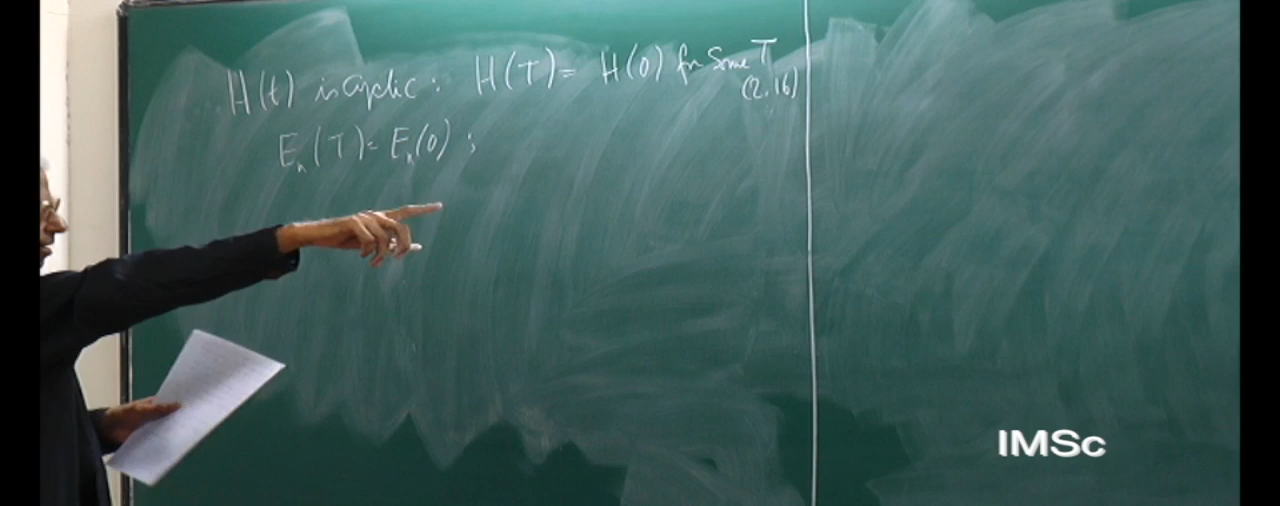 H(t) is cyclic : H(T) = H(0) for some T
(2.16)
Eₙ(T) = Eₙ(0) ;
IMSc